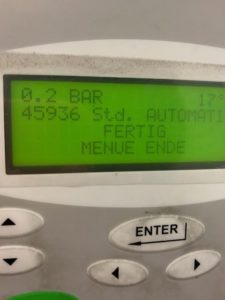 0.2 BAR 17°
45936 Std. AUTOMATI
FERTIG
MENUE ENDE
ENTER